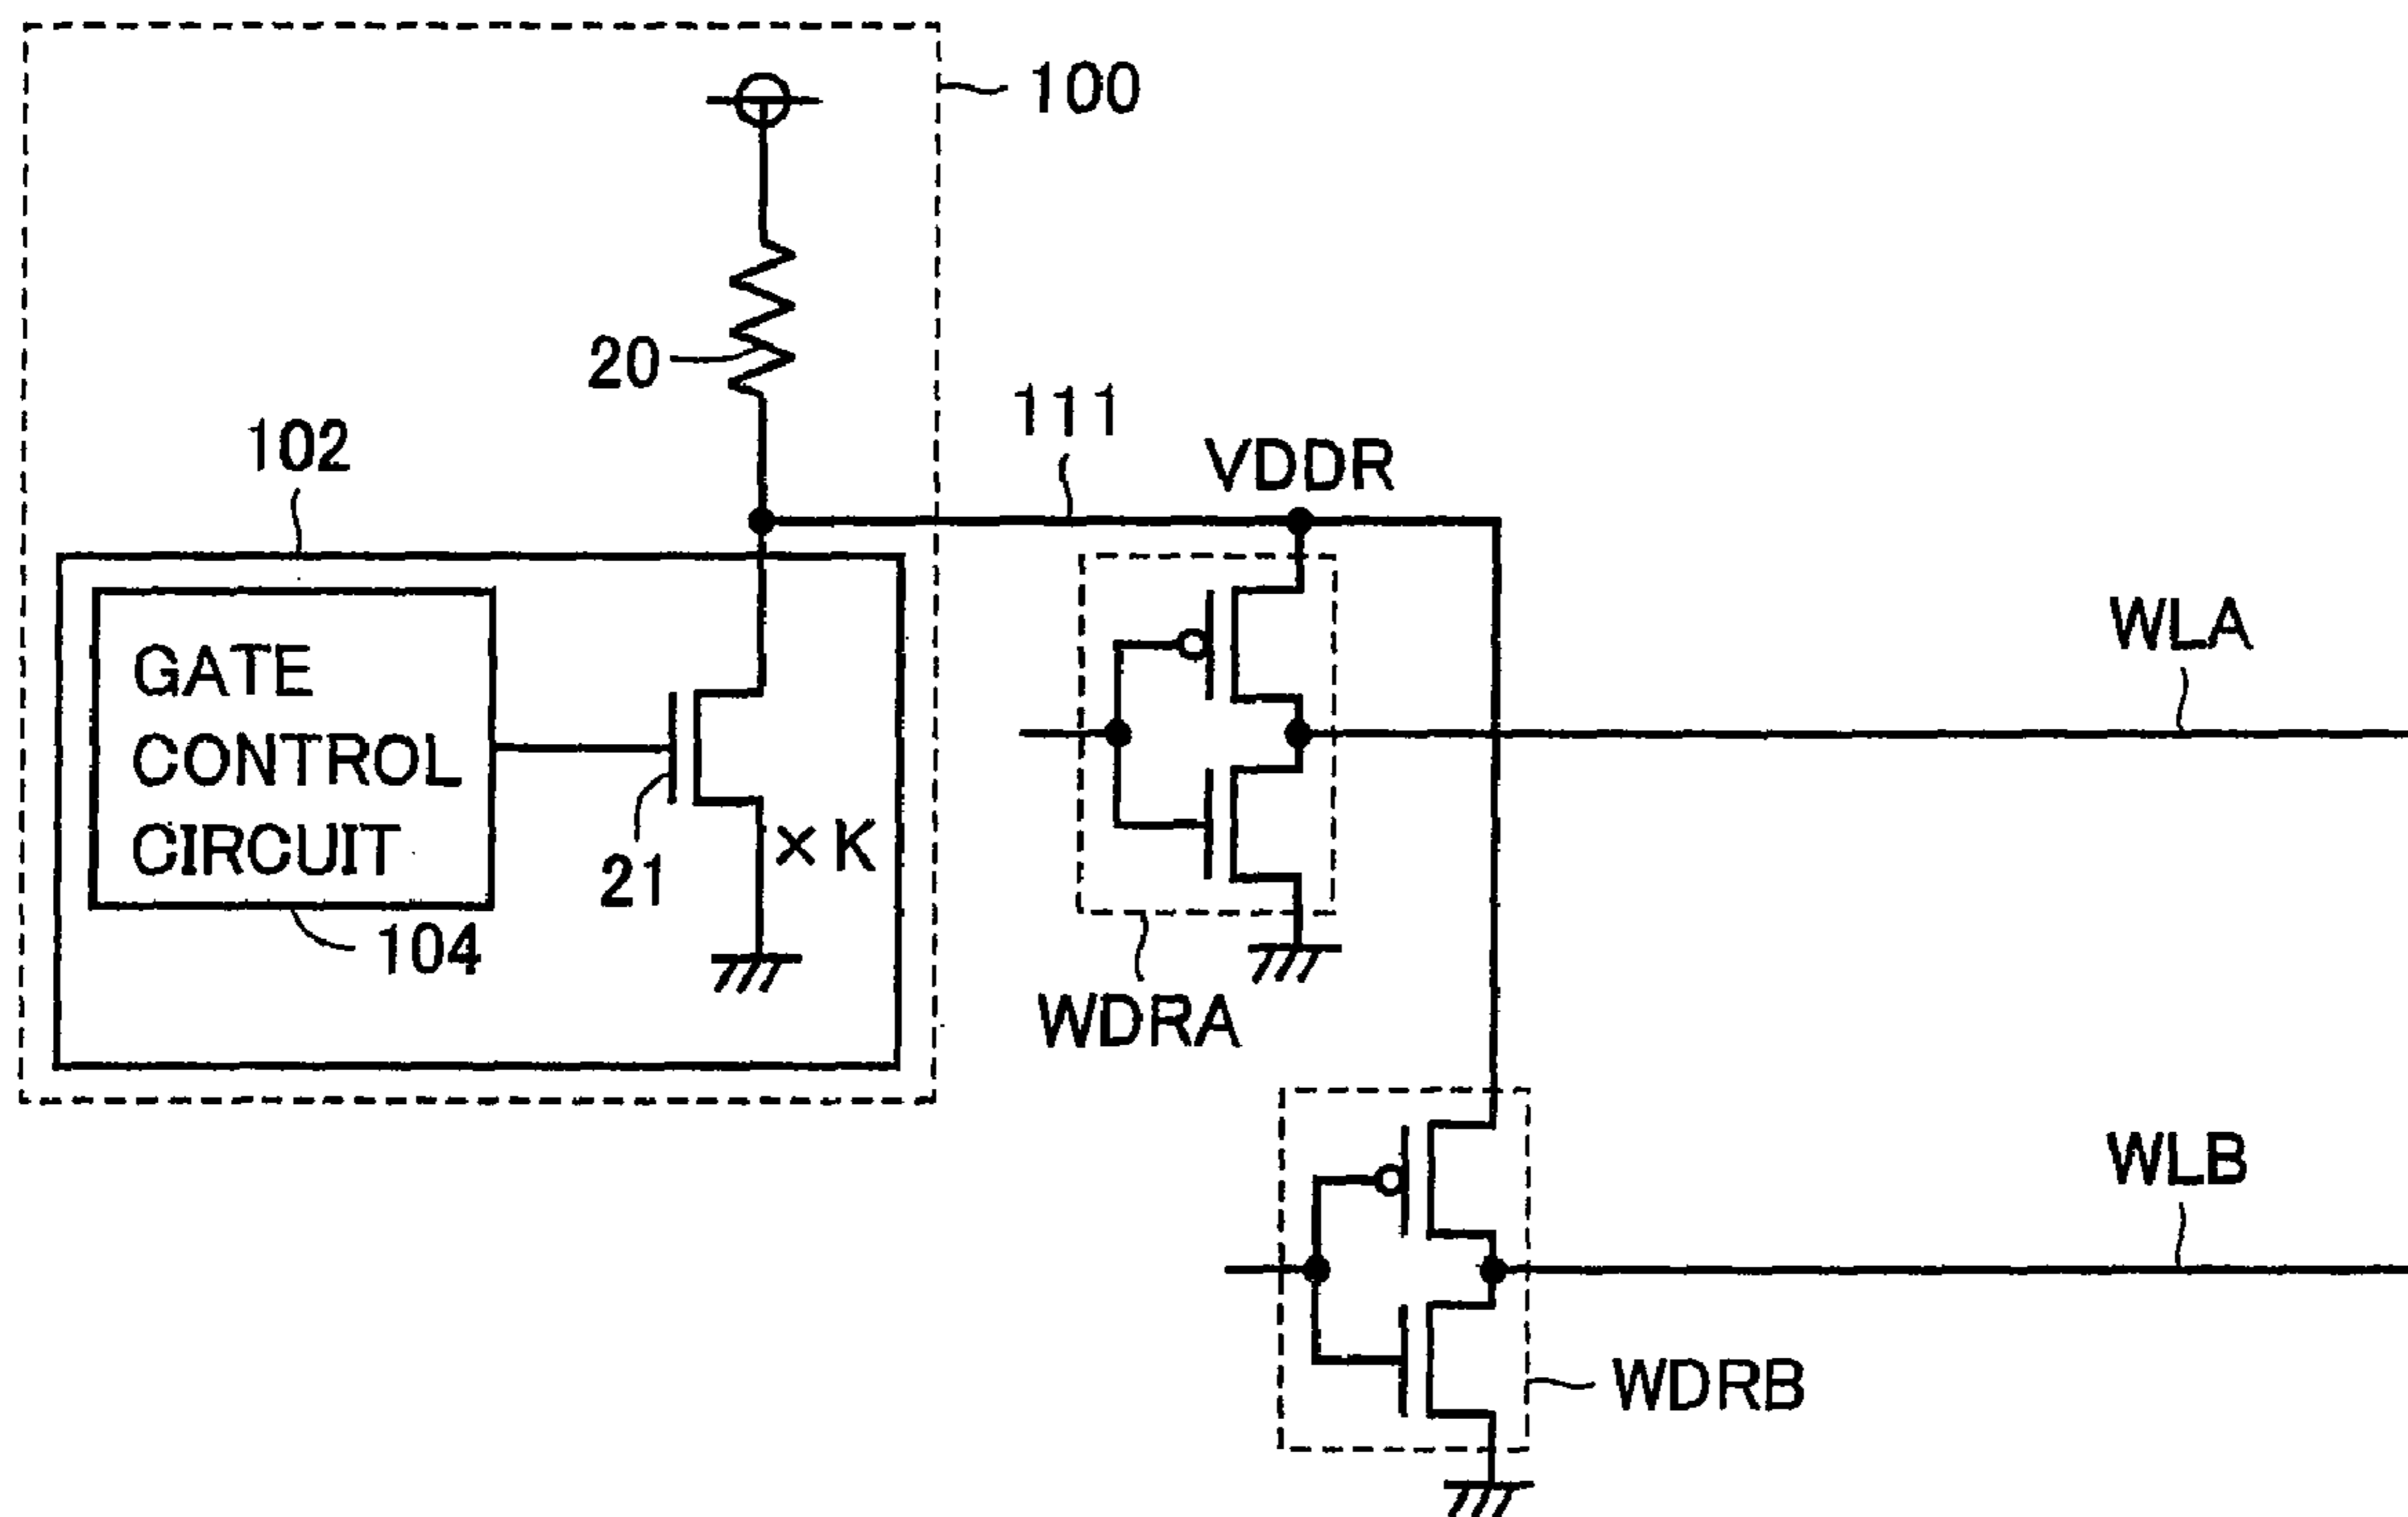 100
20
111
102
VDDR
WLA
GATE
CONTROL
CIRCUIT
21
× K
104
WDRA
WLB
WDRB